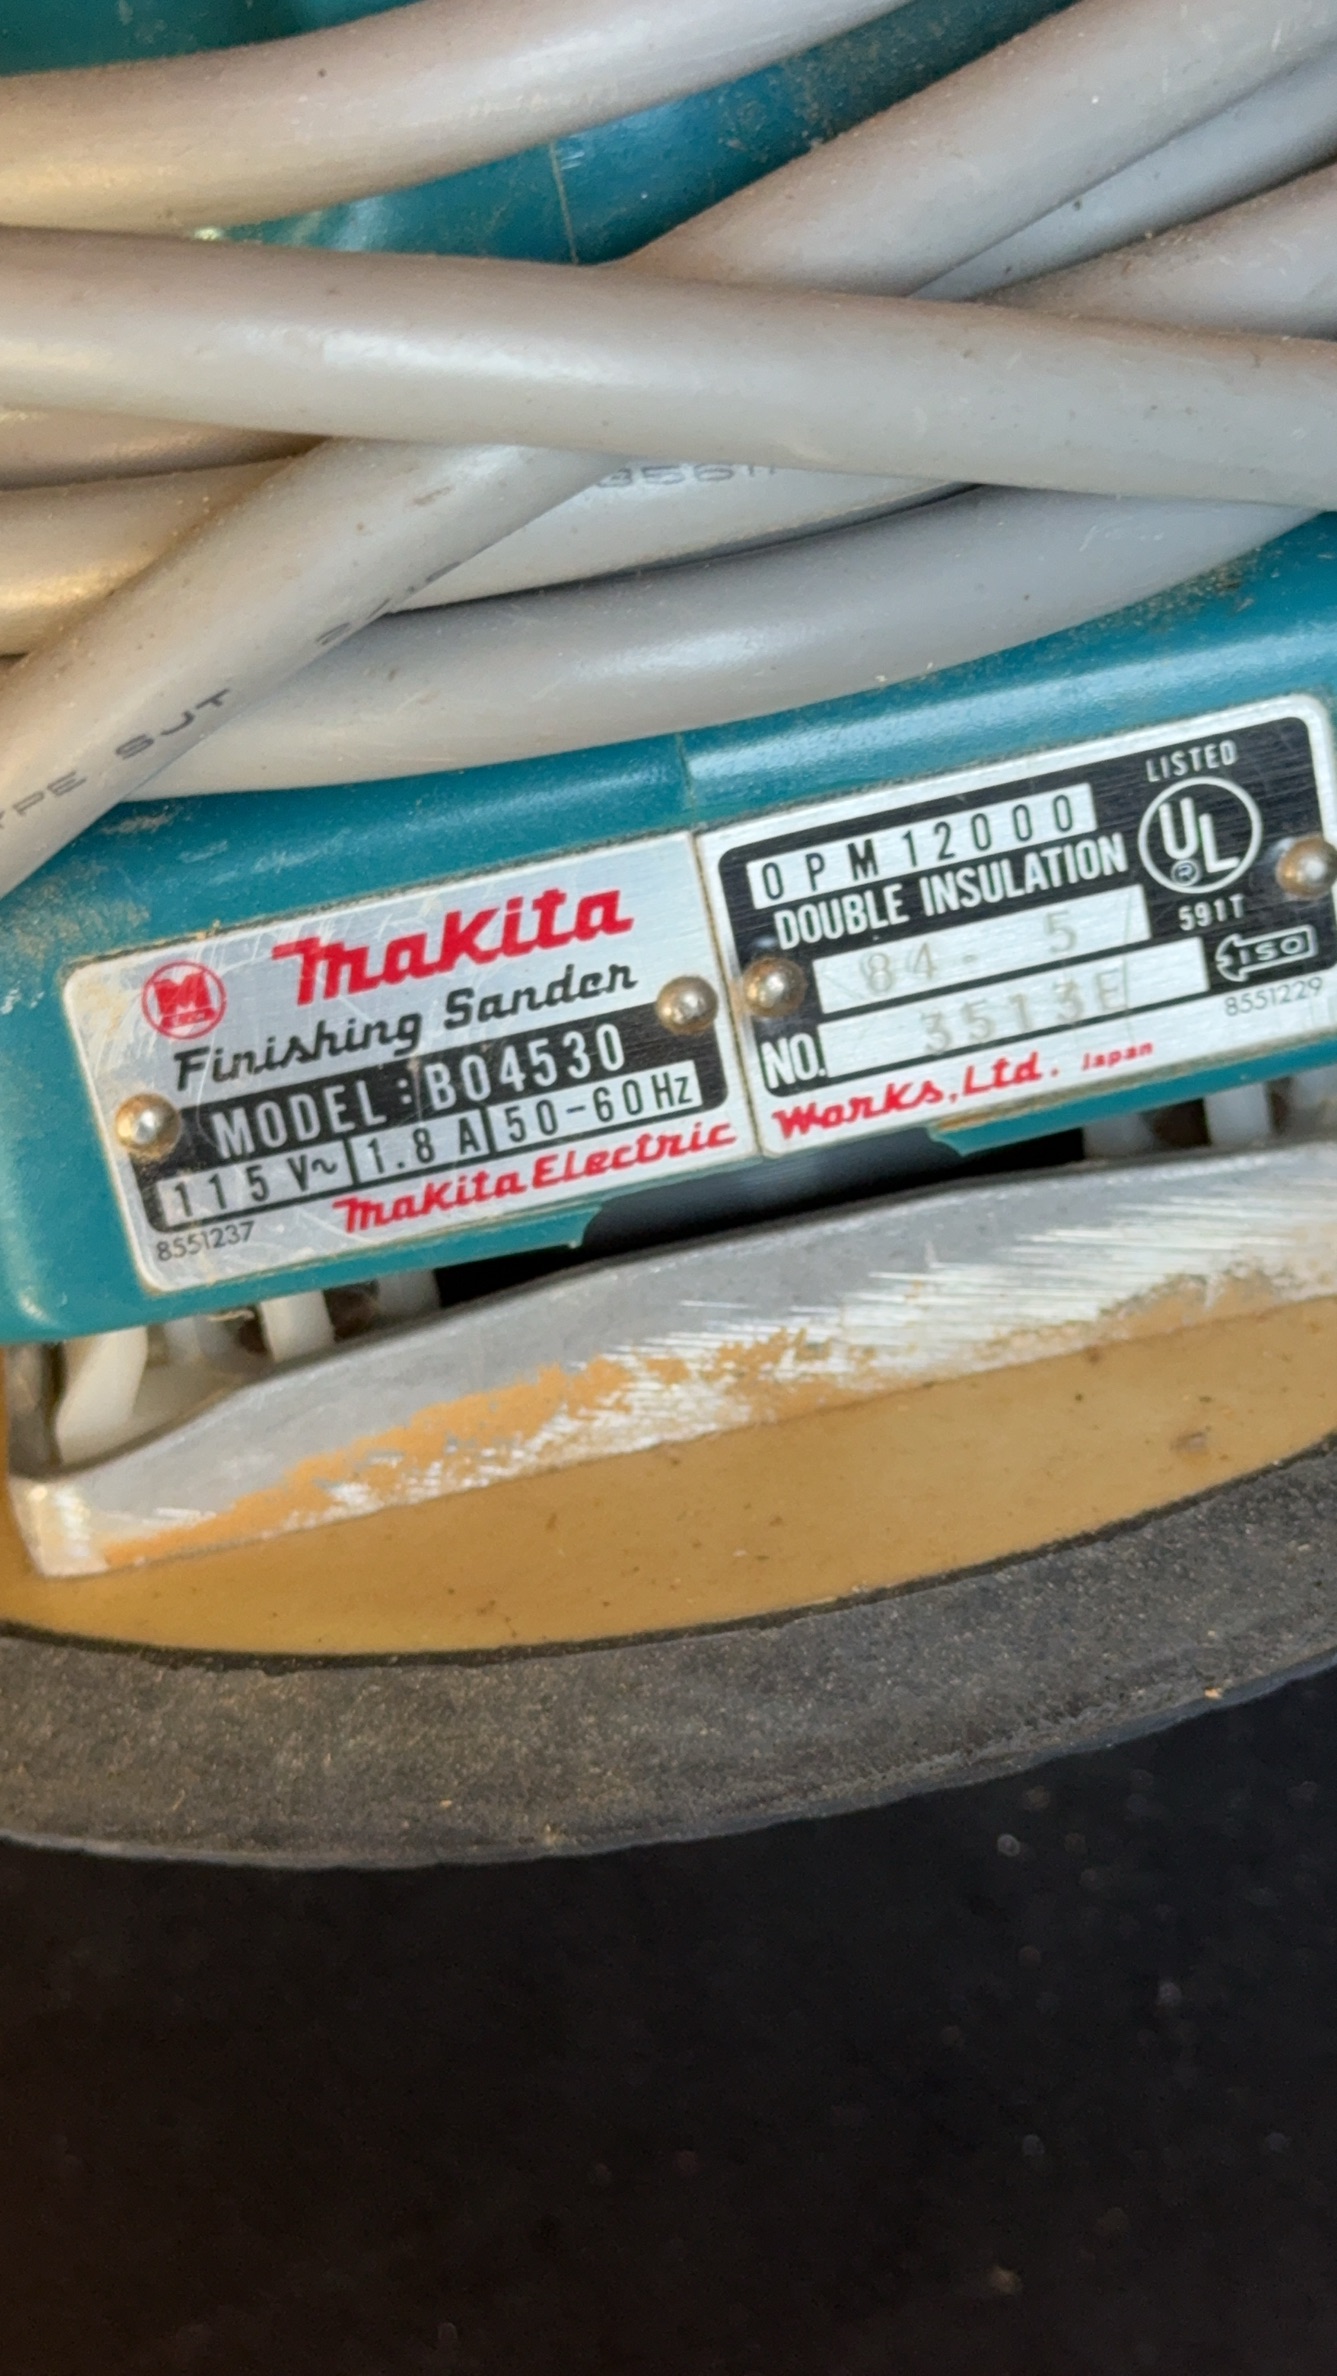 TYPE SJT
Makita
Finishing Sander
MODEL: BO4530
115V~ 1.8 A 50-60Hz
Makita Electric
8551237
OPM 12000
DOUBLE INSULATION
84. 5
NO. 3513E
Works, Ltd. Japan
LISTED
UL
®
591T
ISO
8551229